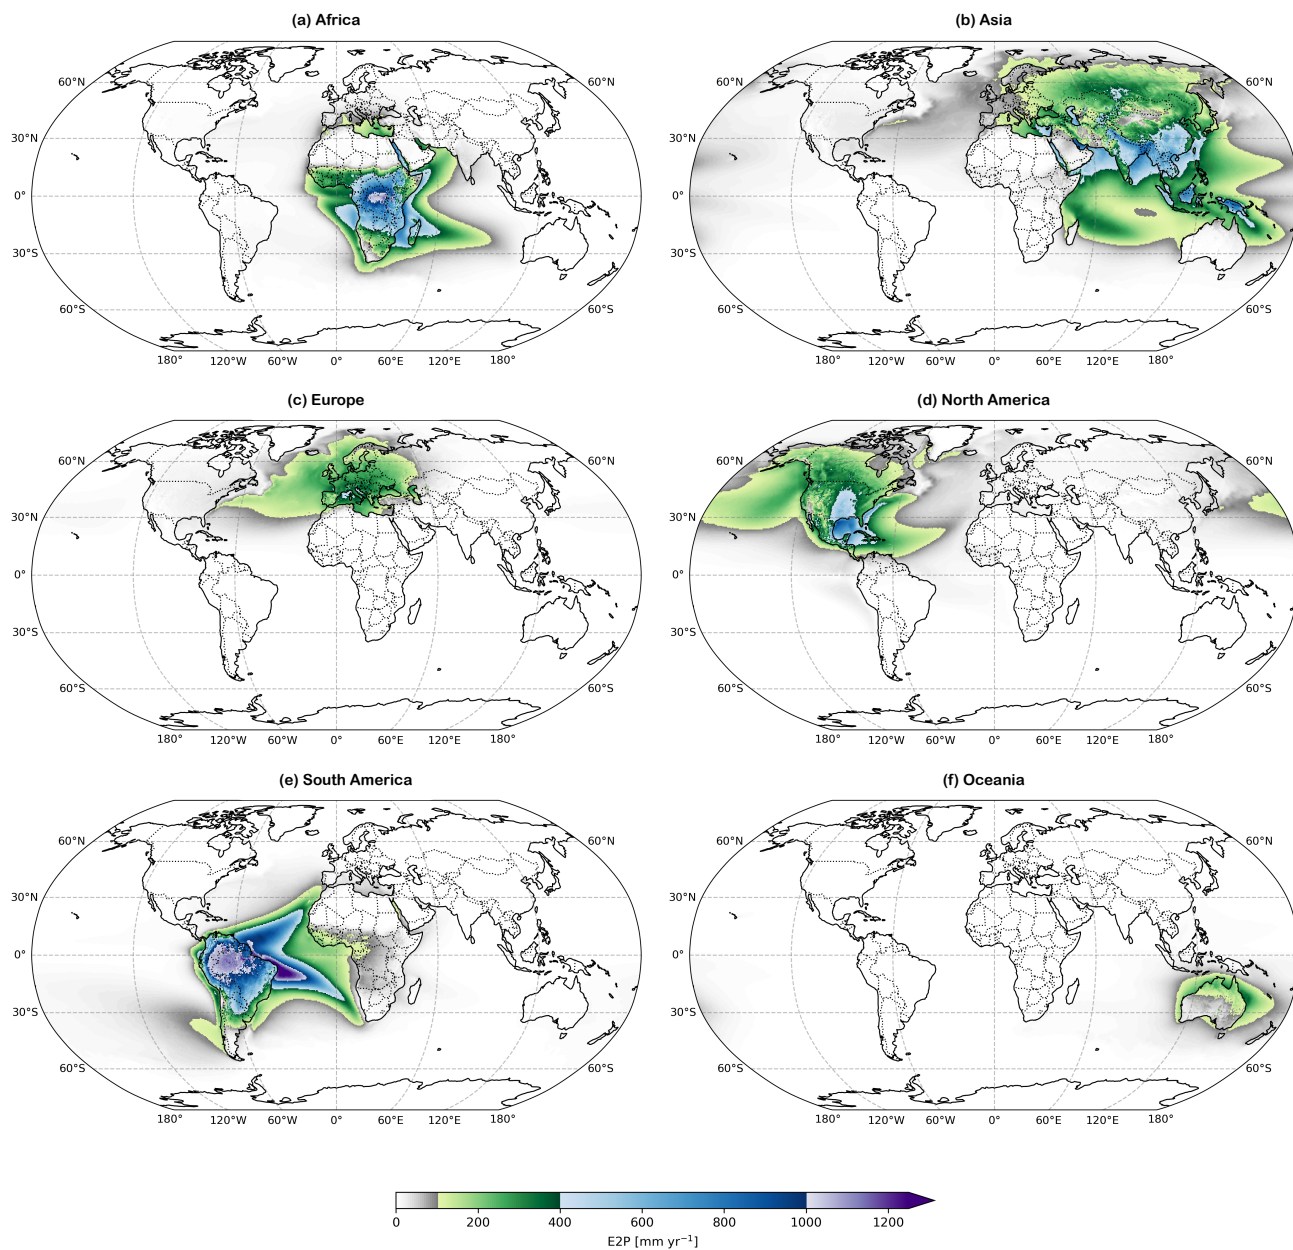 (a) Africa
(b) Asia
60°N 60°N 60°N 60°N
30°N 30°N 30°N 30°N
0° 0° 0° 0°
30°S 30°S 30°S 30°S
60°S 60°S 60°S 60°S
180° 120°W 60°W 0° 60°E 120°E 180°
180° 120°W 60°W 0° 60°E 120°E 180°
(c) Europe
(d) North America
60°N 60°N 60°N 60°N
30°N 30°N 30°N 30°N
0° 0° 0° 0°
30°S 30°S 30°S 30°S
60°S 60°S 60°S 60°S
180° 120°W 60°W 0° 60°E 120°E 180°
180° 120°W 60°W 0° 60°E 120°E 180°
(e) South America
(f) Oceania
60°N 60°N 60°N 60°N
30°N 30°N 30°N 30°N
0° 0° 0° 0°
30°S 30°S 30°S 30°S
60°S 60°S 60°S 60°S
180° 120°W 60°W 0° 60°E 120°E 180°
180° 120°W 60°W 0° 60°E 120°E 180°
0 200 400 600 800 1000 1200
E2P [mm yr⁻¹]